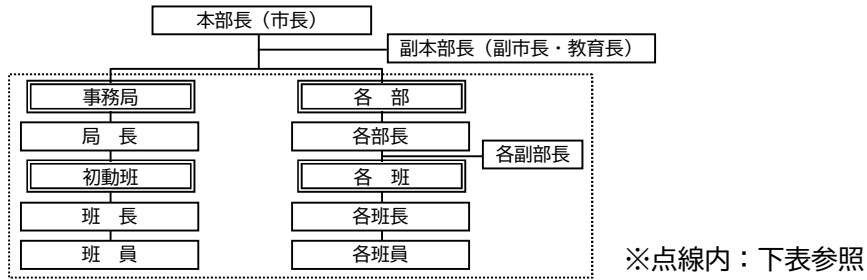 本部長（市長）
副本部長（副市長・教育長）
事務局
各　部
局　長
各部長
各副部長
初動班
各　班
班　長
各班長
班　員
各班員
※点線内：下表参照